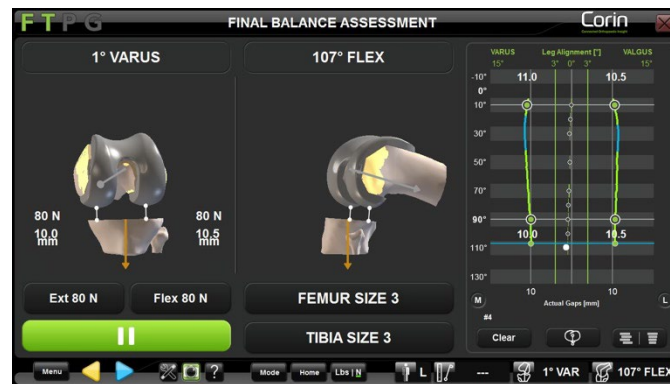 FTPG
FINAL BALANCE ASSESSMENT
Corin
Connected Orthopaedic Insight
1° VARUS
107° FLEX
VARUS Leg Alignment [°] VALGUS
15° 3° 0° 3° 15°
-10° 11.0 10.5
0°
10°
30°
50°
70°
90°
10.0 10.5
110°
130°
80 N 80 N
10.0 mm 10.5 mm
Ext 80 N Flex 80 N
FEMUR SIZE 3
TIBIA SIZE 3
10 10
M Actual Gaps [mm] L
#4
Clear
Menu ? Mode Home Lbs | N L --- 1° VAR 107° FLEX